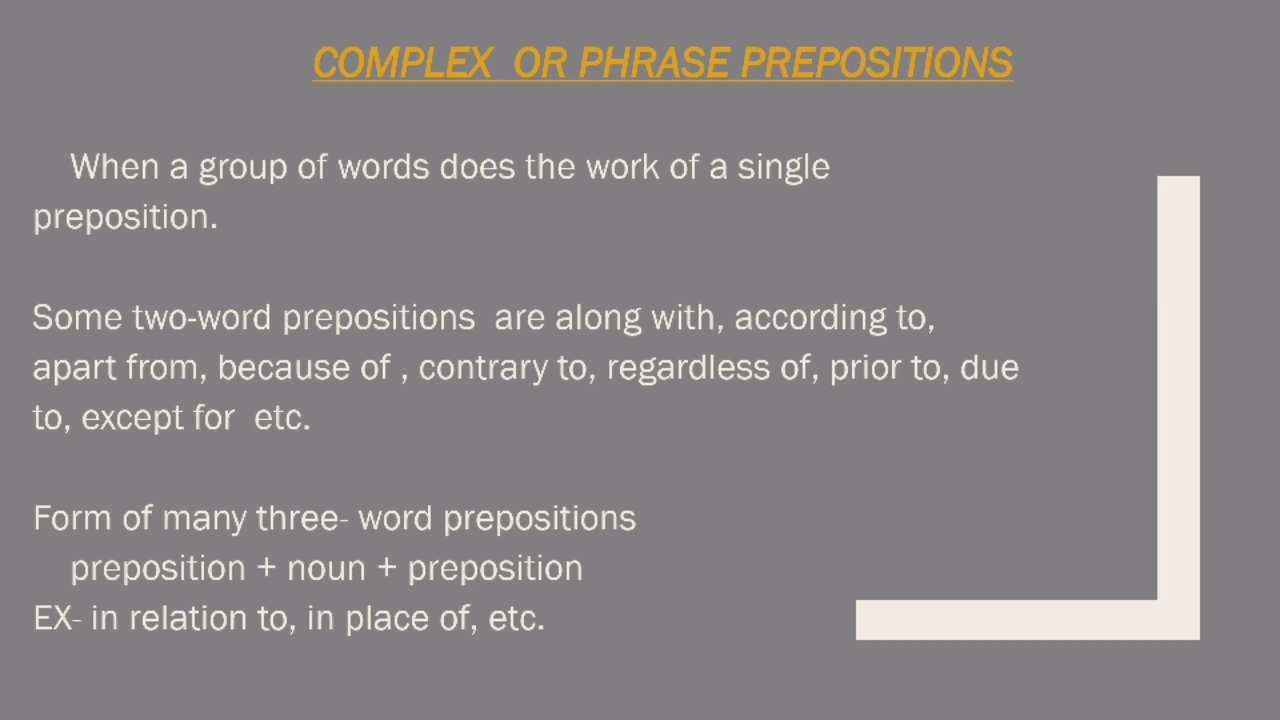 COMPLEX OR PHRASE PREPOSITIONS
When a group of words does the work of a single
preposition.
Some two-word prepositions are along with, according to,
apart from, because of , contrary to, regardless of, prior to, due
to, except for etc.
Form of many three- word prepositions
preposition + noun + preposition
EX- in relation to, in place of, etc.